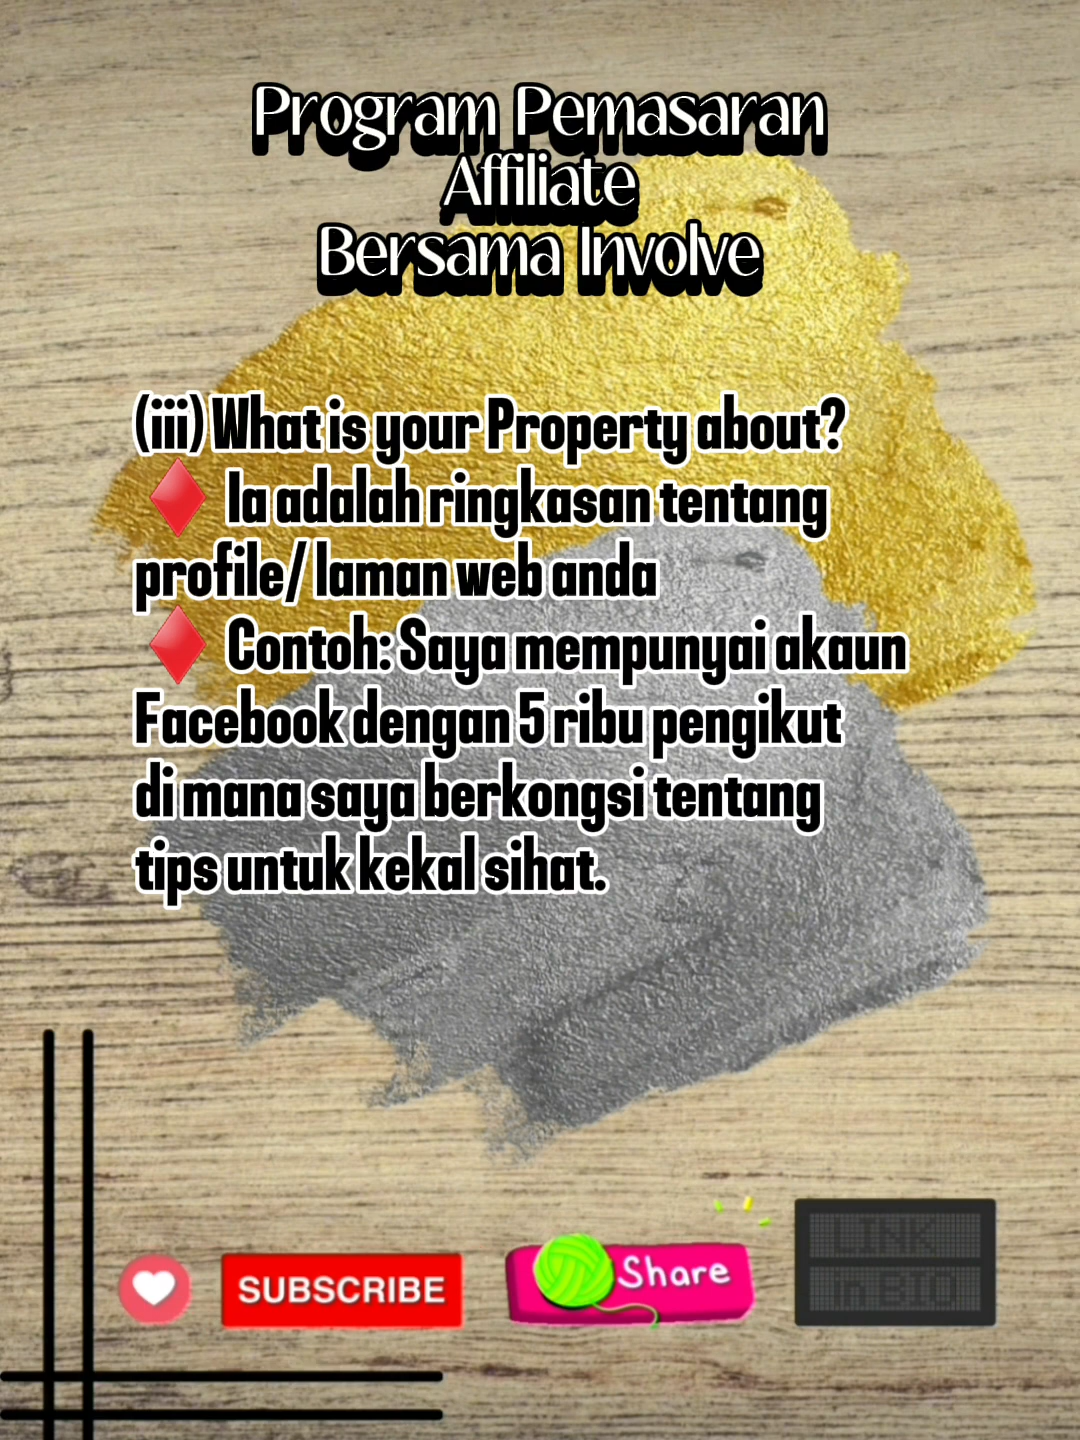 Program Pemasaran
Affiliate
Bersama Involve
(iii) What is your Property about?
♦️ Ia adalah ringkasan tentang
profile/ laman web anda
♦️ Contoh: Saya mempunyai akaun
Facebook dengan 5 ribu pengikut
di mana saya berkongsi tentang
tips untuk kekal sihat.
SUBSCRIBE
Share
LINK
in BIO